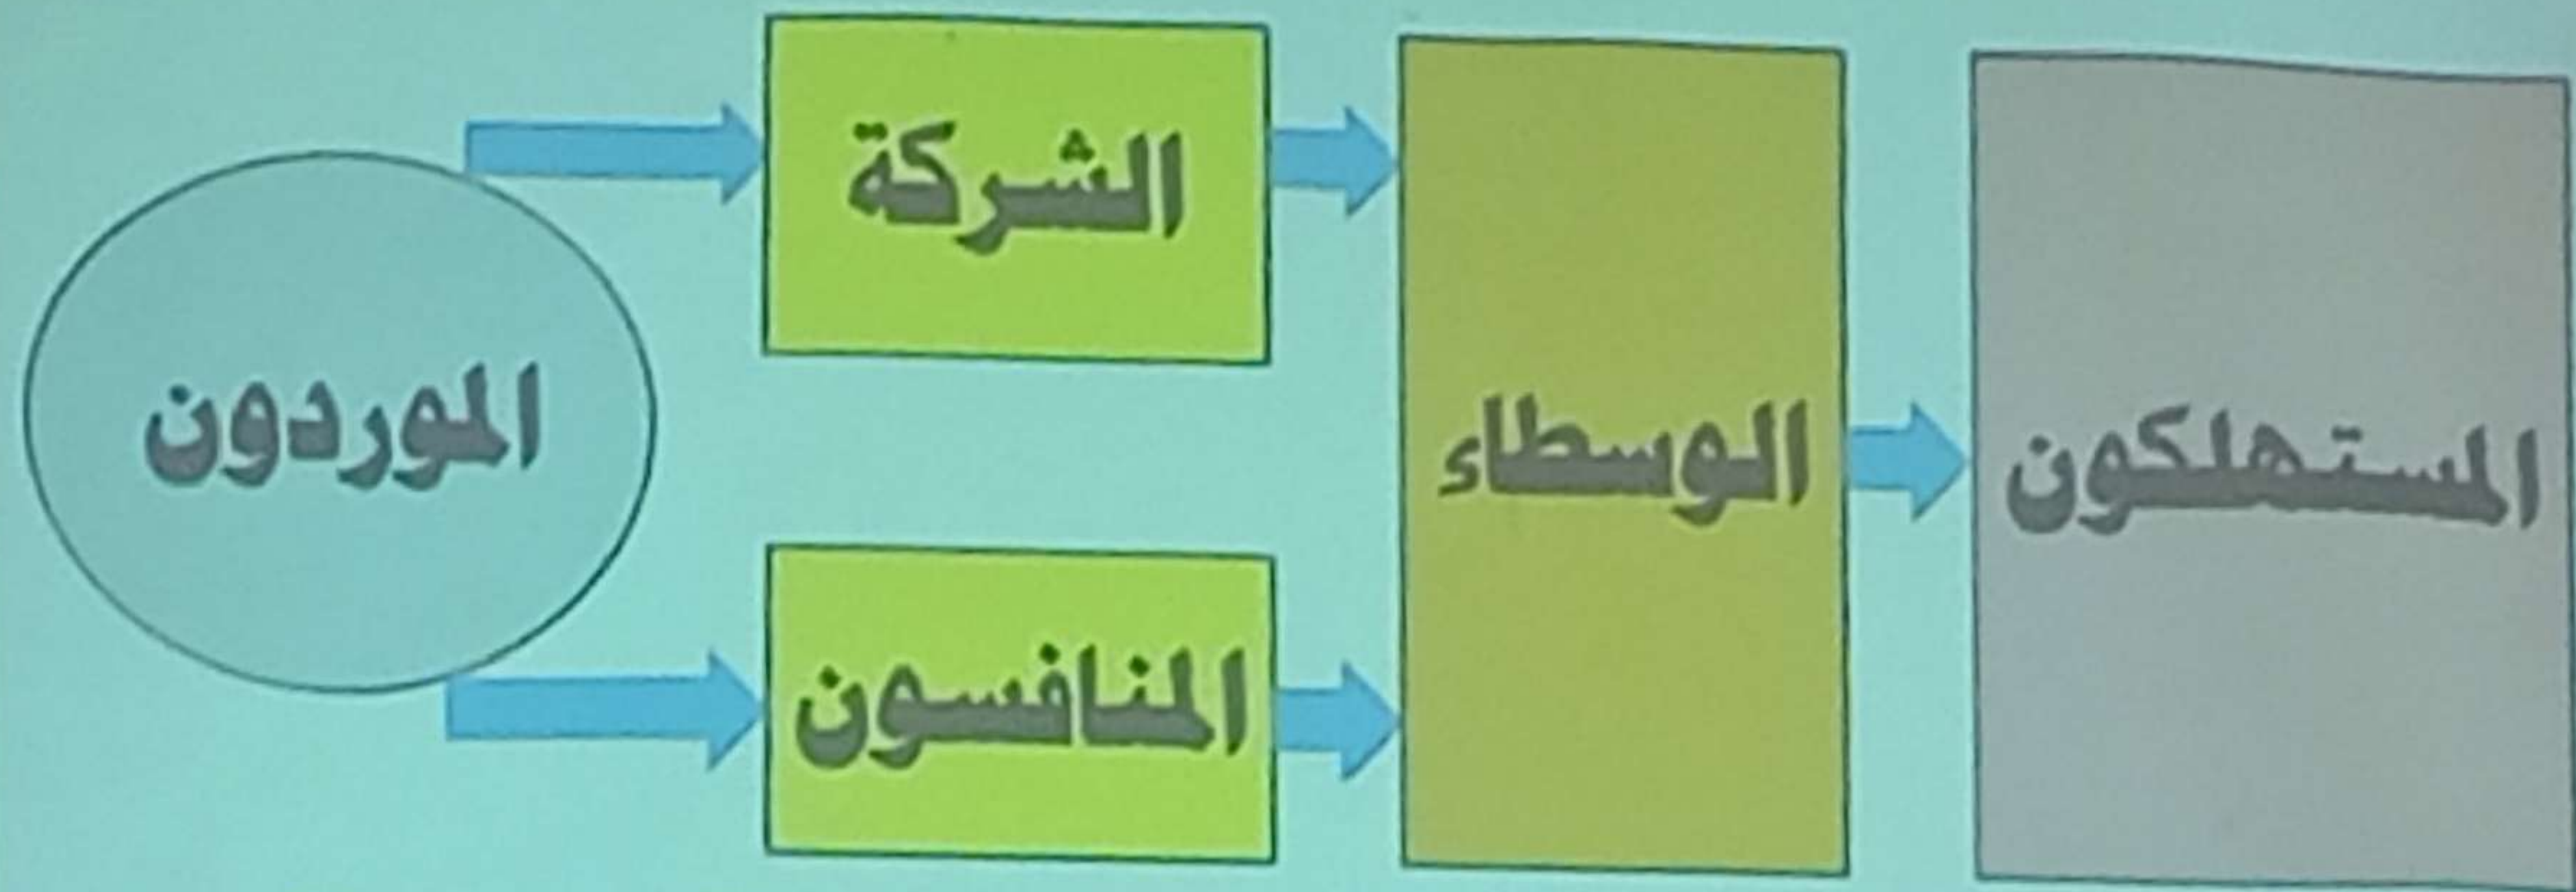 الموردون
الشركة
المنافسون
الوسطاء
المستهلكون